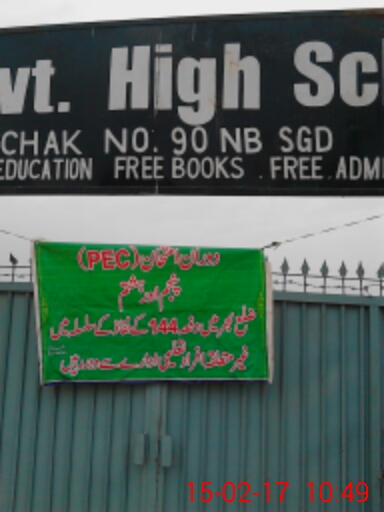 vt. High Sc
CHAK NO. 90 NB SGD
EDUCATION FREE BOOKS . FREE . ADM
دوران امتحان (PEC)
پنجم اور ہشتم
ضلع بھر میں دفعہ 144 کے نفاذ کے سلسلہ میں
غیر متعلقہ افراد تعلیمی ادارے سے دور رہیں
15-02-17 10:49